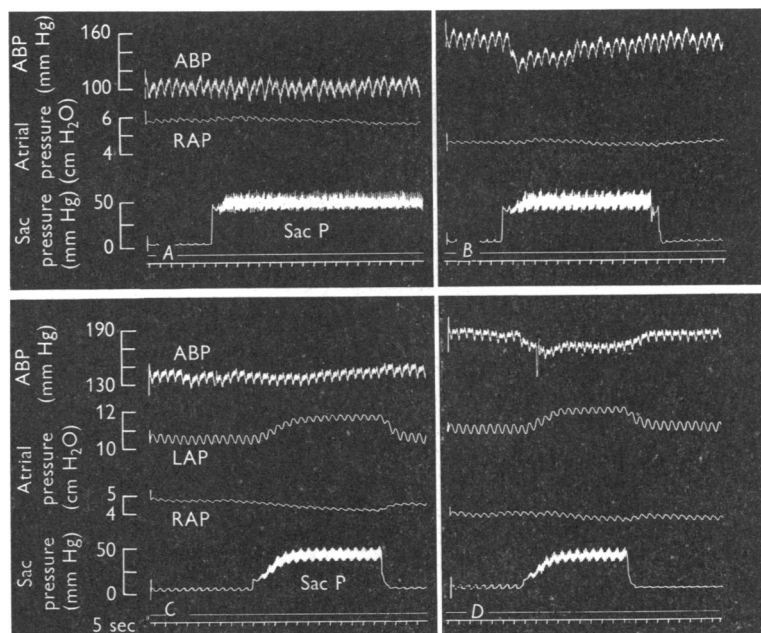 160
100
ABP
(mm Hg)
ABP
6
4
Atrial
pressure
(cm H₂O)
RAP
50
0
Sac
pressure
(mm Hg)
Sac P
A
B
190
130
ABP
(mm Hg)
ABP
12
10
Atrial
pressure
(cm H₂O)
LAP
5
4
RAP
50
0
Sac
pressure
(mm Hg)
Sac P
5 sec
C
D